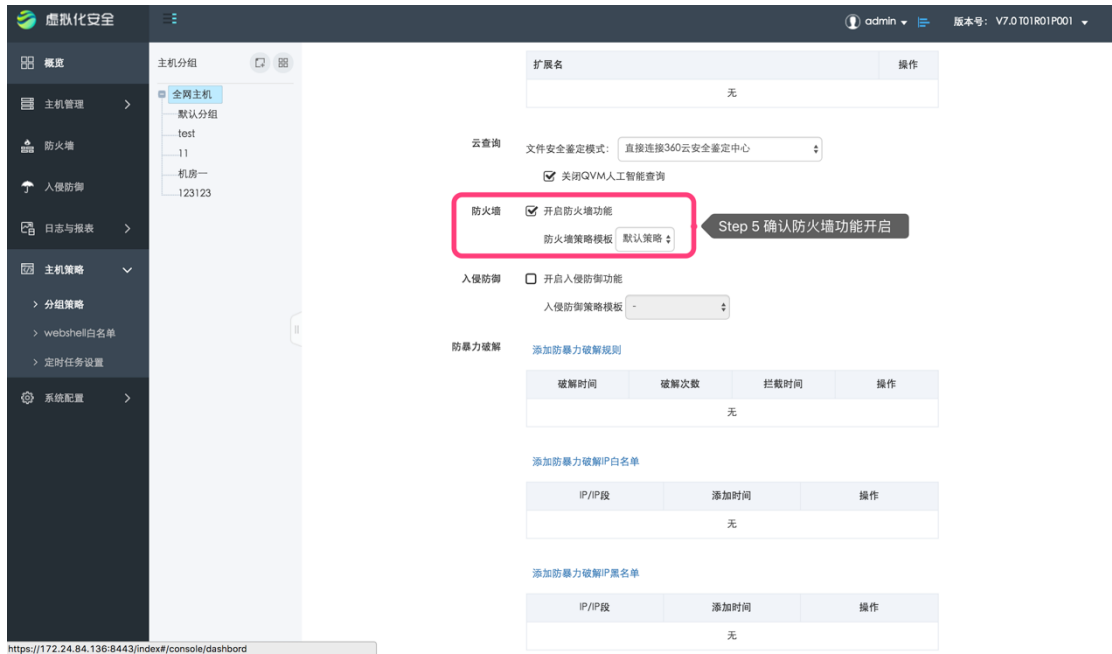 虚拟化安全
admin
版本号: V7.0T01R01P001
概览
主机管理
防火墙
入侵防御
日志与报表
主机策略
分组策略
webshell白名单
定时任务设置
系统配置
主机分组
全网主机
默认分组
test
11
机房一
123123
扩展名 操作
无
云查询 文件安全鉴定模式: 直接连接360云安全鉴定中心
关闭QVM人工智能查询
防火墙 开启防火墙功能
防火墙策略模板 默认策略
Step 5 确认防火墙功能开启
入侵防御 开启入侵防御功能
入侵防御策略模板 -
防暴力破解 添加防暴力破解规则
破解时间 破解次数 拦截时间 操作
无
添加防暴力破解IP白名单
IP/IP段 添加时间 操作
无
添加防暴力破解IP黑名单
IP/IP段 添加时间 操作
无
https://172.24.84.136:8443/index#/console/dashbord